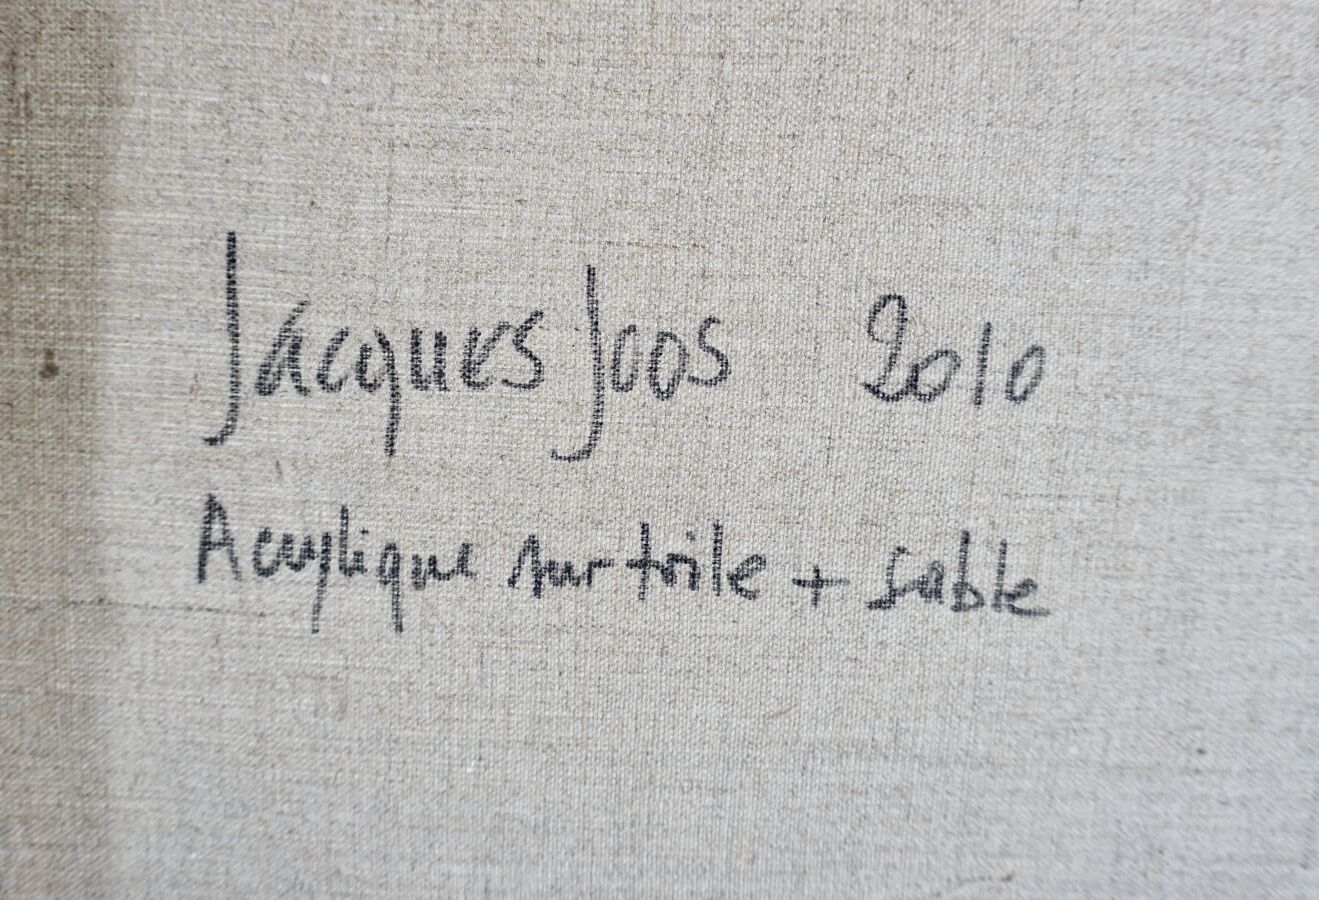 Jacques Joos 2010
Acrylique sur toile + sable